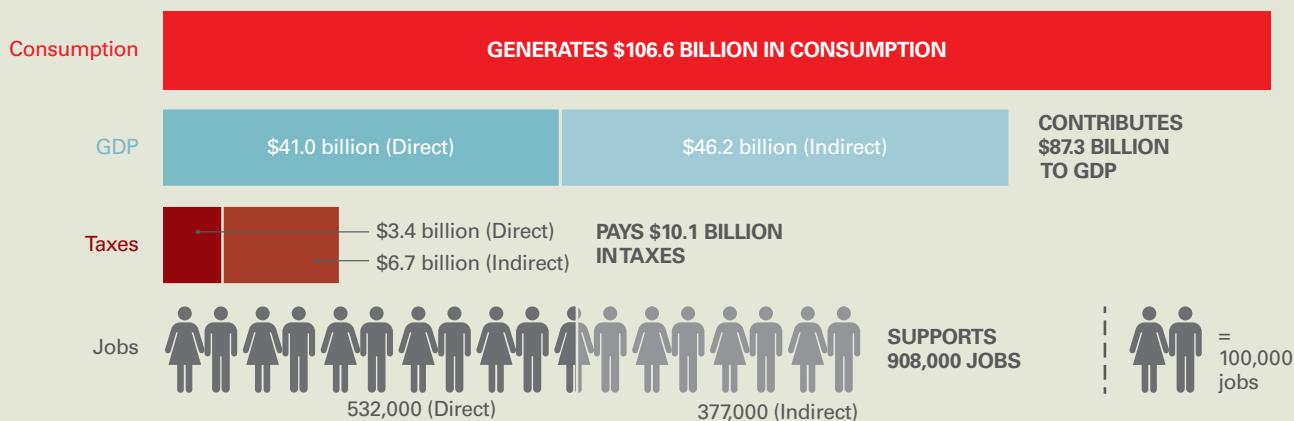 Consumption
GENERATES $106.6 BILLION IN CONSUMPTION
GDP
$41.0 billion (Direct)
$46.2 billion (Indirect)
CONTRIBUTES
$87.3 BILLION
TO GDP
Taxes
$3.4 billion (Direct)
$6.7 billion (Indirect)
PAYS $10.1 BILLION
IN TAXES
Jobs
532,000 (Direct)
377,000 (Indirect)
SUPPORTS
908,000 JOBS
=
100,000
jobs